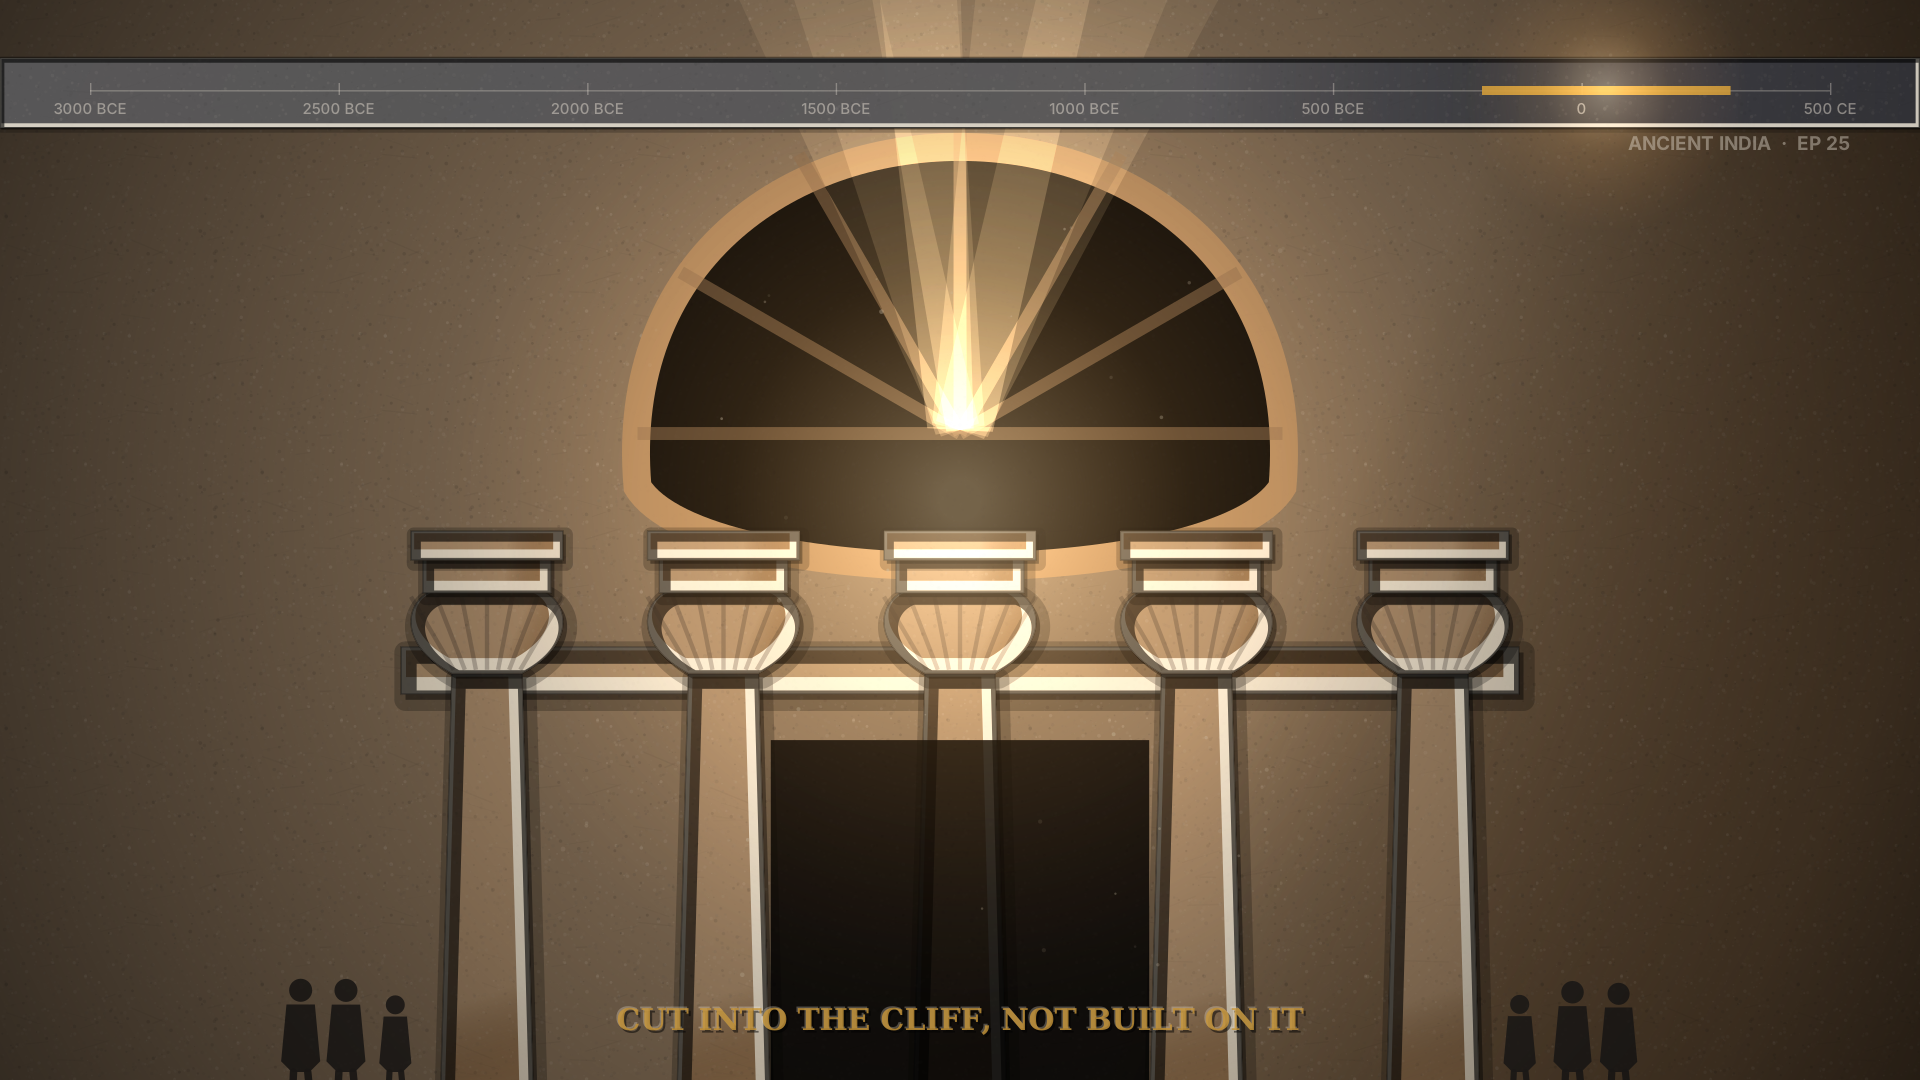 3000 BCE 2500 BCE 2000 BCE 1500 BCE 1000 BCE 500 BCE 0 500 CE
ANCIENT INDIA · EP 25
CUT INTO THE CLIFF, NOT BUILT ON IT